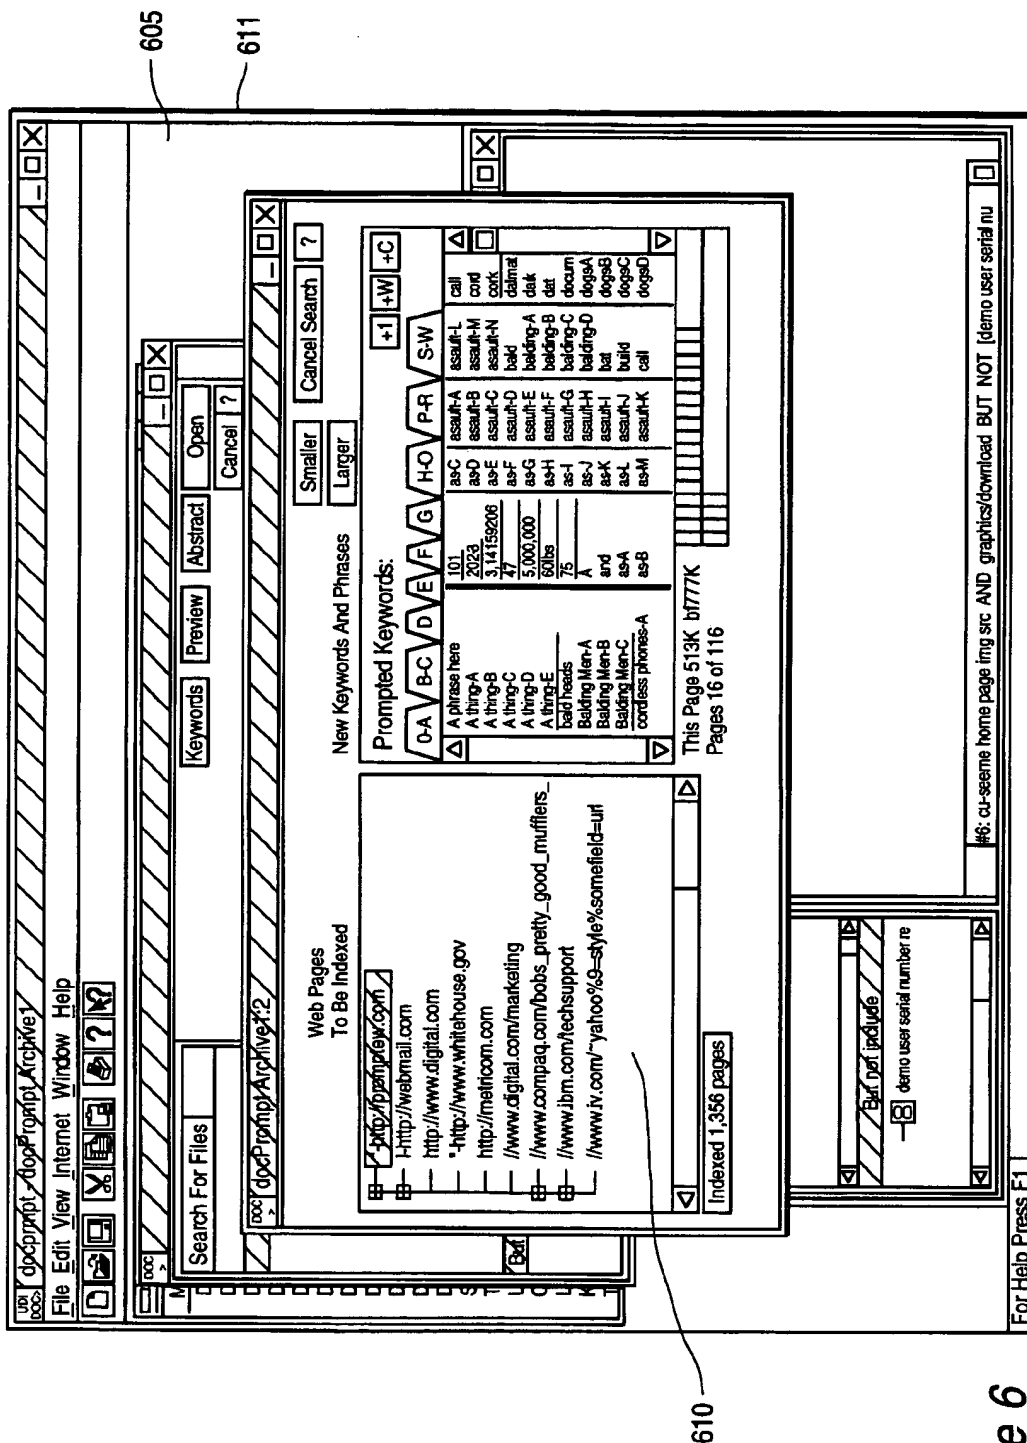 605
611
UDI DOC> docprmpt - docPrompt Archive1
File Edit View Internet Window Help
DOC >
Search For Files
Keywords Preview Abstract Open
Cancel ?
DOC > docPrompt Archive1:2
Web Pages
To Be Indexed
New Keywords And Phrases
Smaller Cancel Search ?
Larger
Prompted Keywords:
+1 +W +C
0-A B-C D E F G H-O P-R S-W
http://webmail.com
http://www.digital.com
"-http://www.whitehouse.gov
http://metricom.com
//www.digital.com/marketing
//www.compaq.com/bobs_pretty_good_mufflers_
//www.ibm.com/techsupport
//www.iv.com/~yahoo%9=style%somefield=url
A phrase here
A thing-A
A thing-B
A thing-C
A thing-D
A thing-E
bald heads
Balding Men-A
Balding Men-B
Balding Men-C
cordless phones-A
101
2023
3,14159206
47
5,000,000
60lbs
75
A
and
as-A
as-B
as-C
as-D
as-E
as-F
as-G
as-H
as-I
as-J
as-K
as-L
as-M
asault-A
asault-B
asault-C
asault-D
asault-E
asault-F
asault-G
asault-H
asault-I
asault-J
asault-K
asault-L
asault-M
asault-N
bald
balding-A
balding-B
balding-C
balding-D
bat
build
call
call
cord
cork
dalmat
dark
dat
docum
dogsA
dogsB
dogsC
dogsD
Indexed 1,356 pages
This Page 513K bf777K
Pages 16 of 116
But
But not include
demo user serial number re
#6: cu-seeme home page img src AND graphics/download BUT NOT [demo user serial nu
For Help Press F1
610
e 6